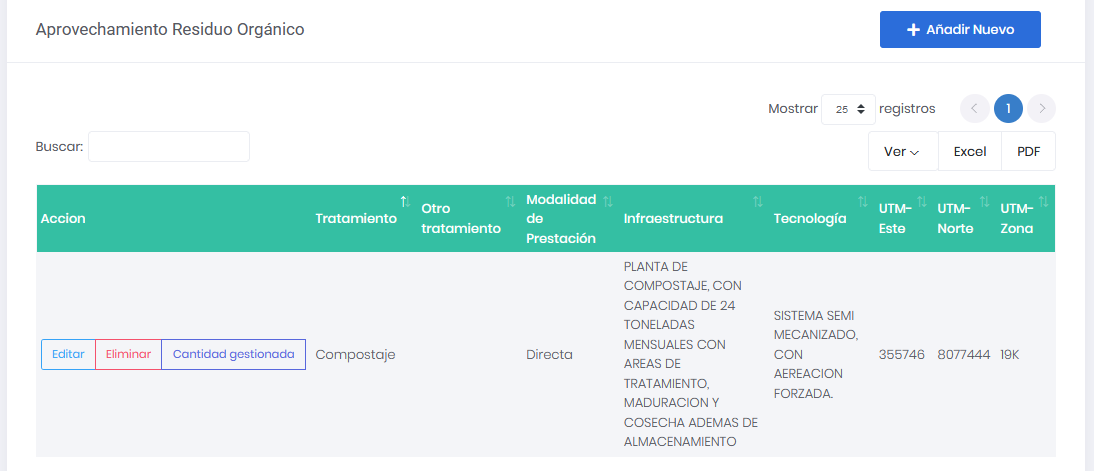 Aprovechamiento Residuo Orgánico
Añadir Nuevo
Mostrar 25 registros
1
Buscar:
Ver Excel PDF
Accion
Tratamiento
Otro
tratamiento
Modalidad
de
Prestación
Infraestructura
Tecnología
UTM-
Este
UTM-
Norte
UTM-
Zona
Editar Eliminar Cantidad gestionada
Compostaje
Directa
PLANTA DE
COMPOSTAJE, CON
CAPACIDAD DE 24
TONELADAS
MENSUALES CON
AREAS DE
TRATAMIENTO,
MADURACION Y
COSECHA ADEMAS DE
ALMACENAMIENTO
SISTEMA SEMI
MECANIZADO,
CON
AEREACION
FORZADA.
355746
8077444
19K